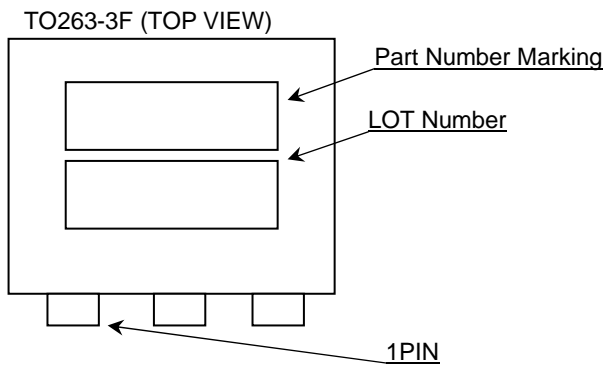 TO263-3F (TOP VIEW)
Part Number Marking
LOT Number
1PIN